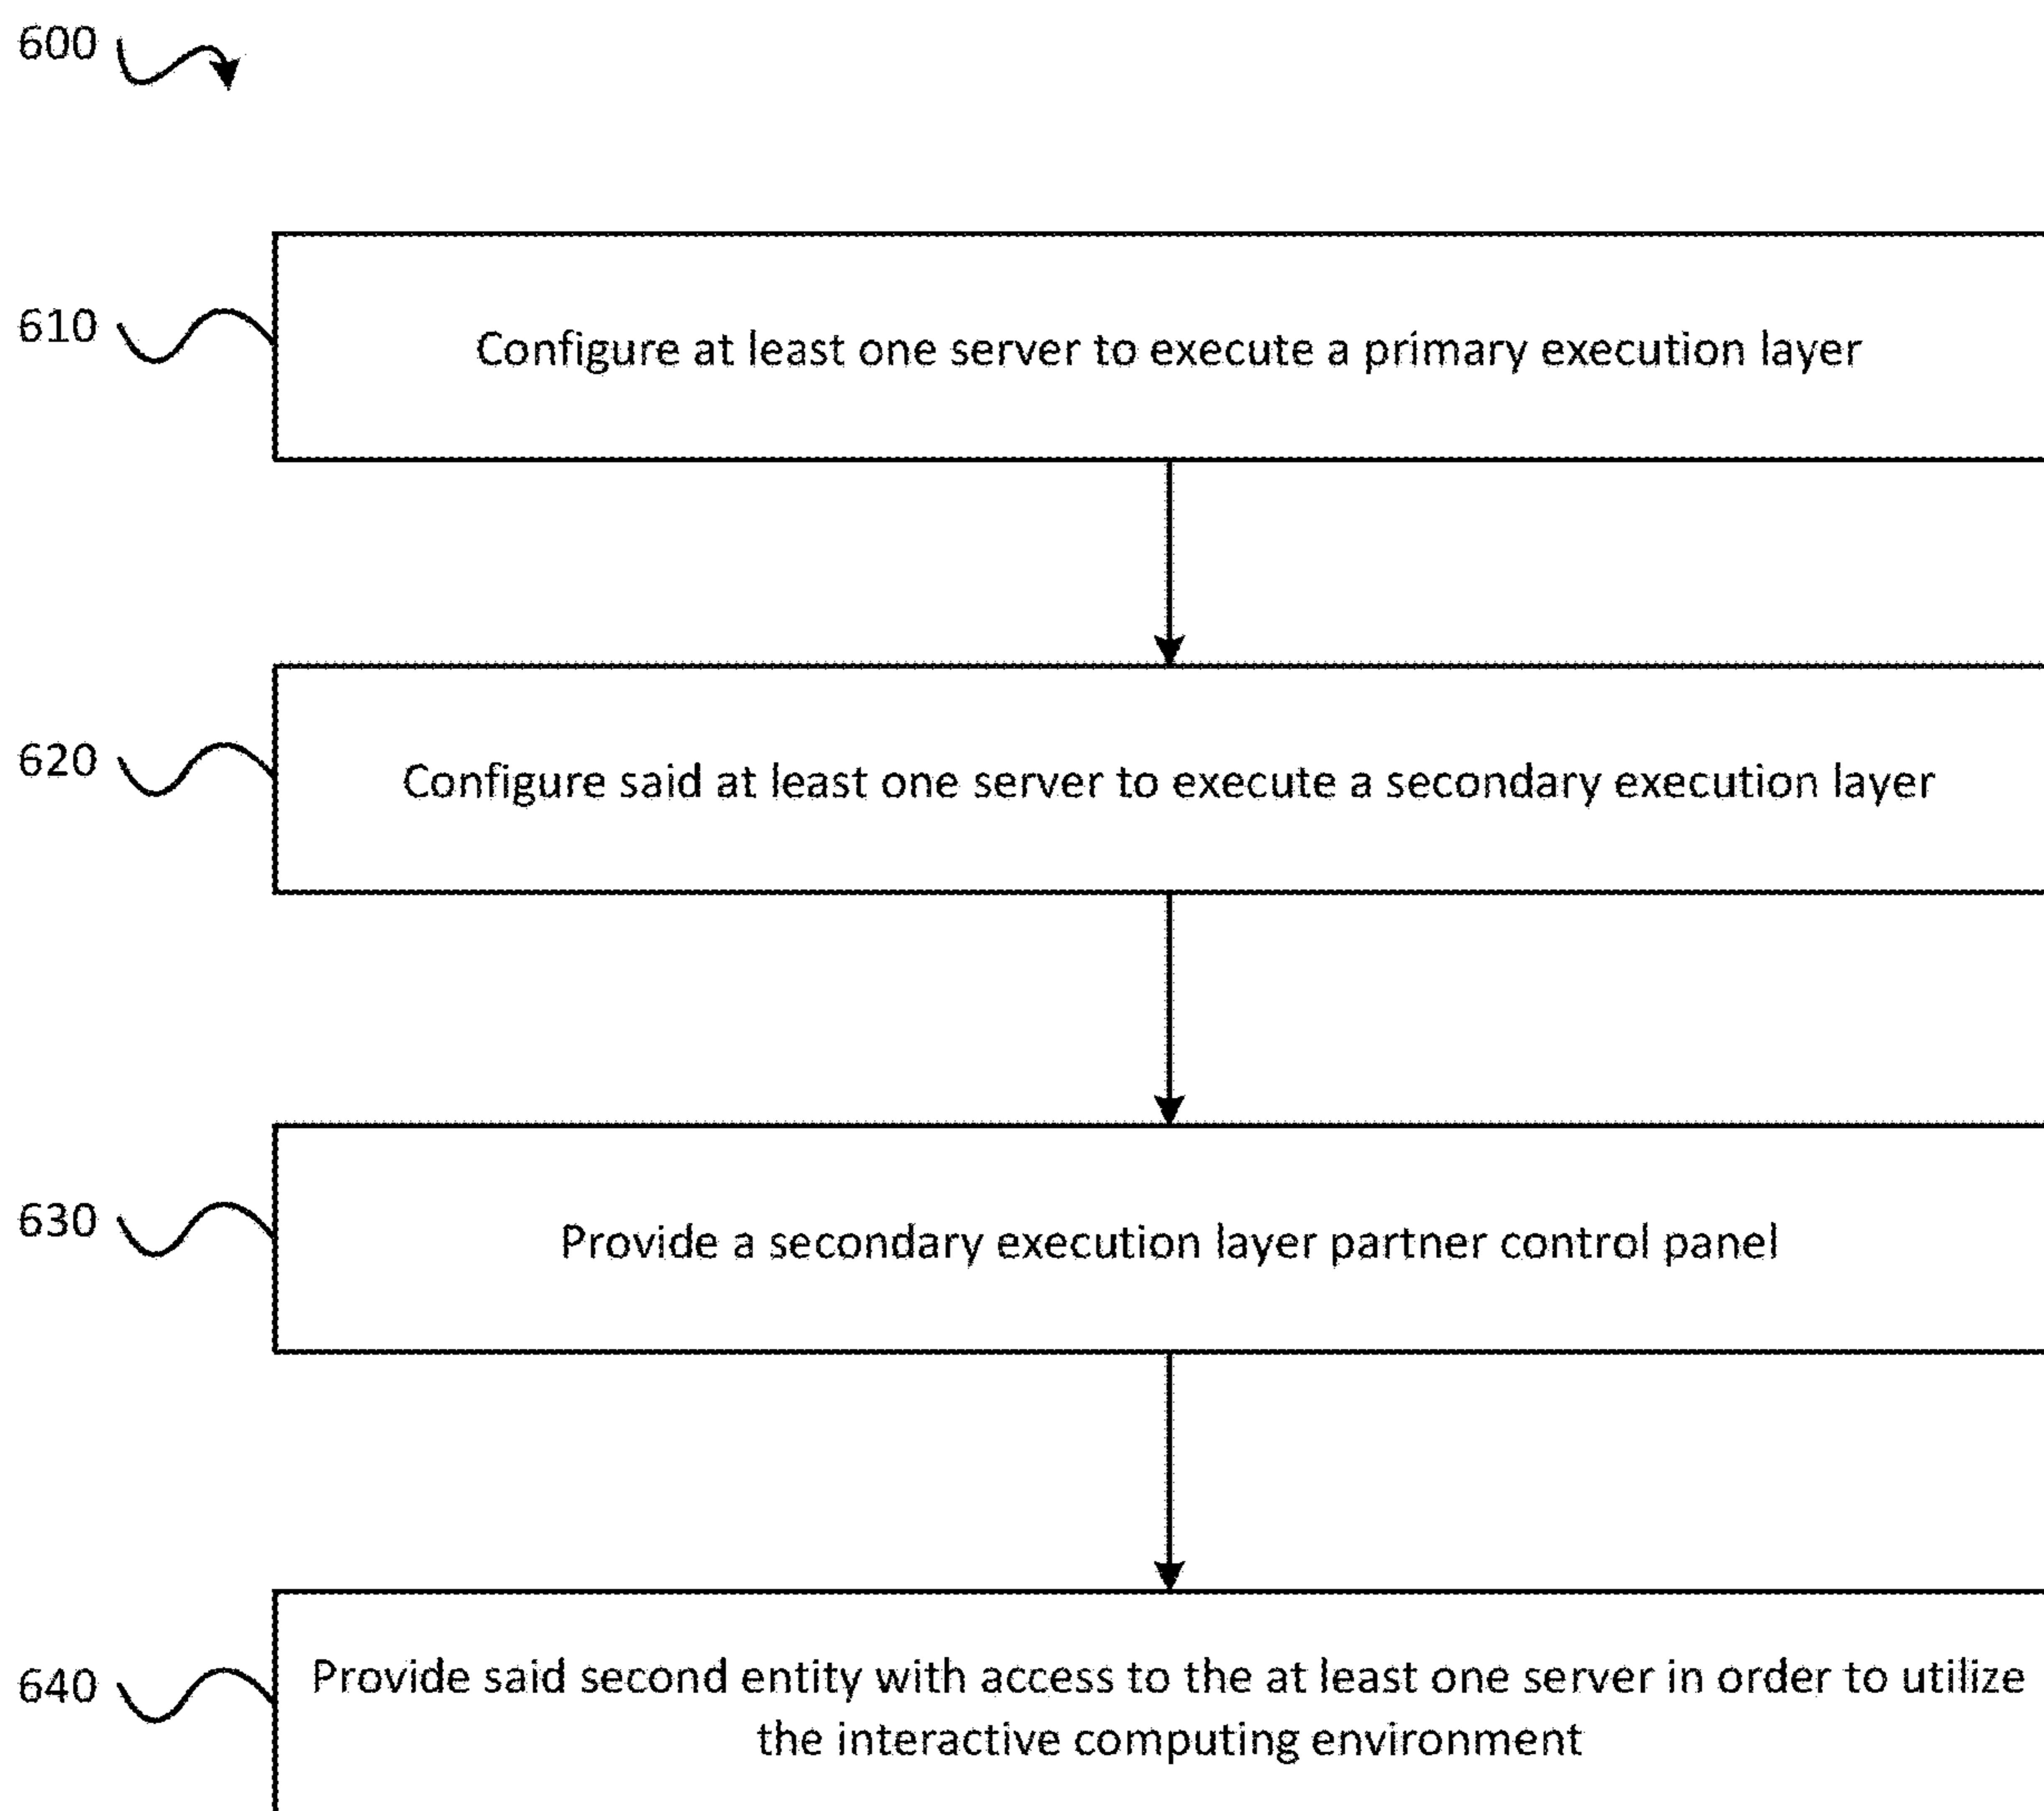 600
610
Configure at least one server to execute a primary execution layer
620
Configure said at least one server to execute a secondary execution layer
630
Provide a secondary execution layer partner control panel
640
Provide said second entity with access to the at least one server in order to utilize
the interactive computing environment